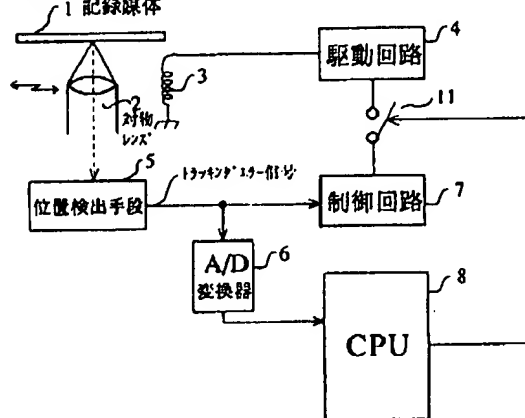 1 記録媒体
4
駆動回路
3
11
2
対物
レンズ
5
トラッキングエラー信号
位置検出手段
制御回路
7
6
A/D
変換器
8
CPU